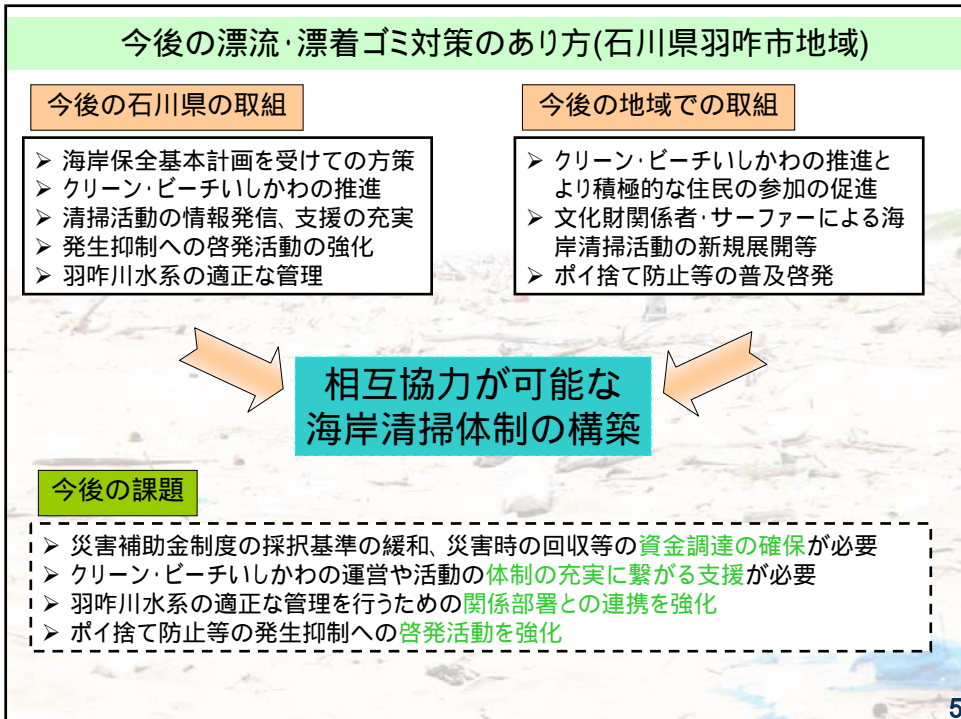 今後の漂流・漂着ゴミ対策のあり方(石川県羽咋市地域)
今後の石川県の取組
➢ 海岸保全基本計画を受けての方策
➢ クリーン・ビーチいしかわの推進
➢ 清掃活動の情報発信、支援の充実
➢ 発生抑制への啓発活動の強化
➢ 羽咋川水系の適正な管理
今後の地域での取組
➢ クリーン・ビーチいしかわの推進と
より積極的な住民の参加の促進
➢ 文化財関係者・サーファーによる海
岸清掃活動の新規展開等
➢ ポイ捨て防止等の普及啓発
相互協力が可能な
海岸清掃体制の構築
今後の課題
➢ 災害補助金制度の採択基準の緩和、災害時の回収等の資金調達の確保が必要
➢ クリーン・ビーチいしかわの運営や活動の体制の充実に繋がる支援が必要
➢ 羽咋川水系の適正な管理を行うための関係部署との連携を強化
➢ ポイ捨て防止等の発生抑制への啓発活動を強化
5